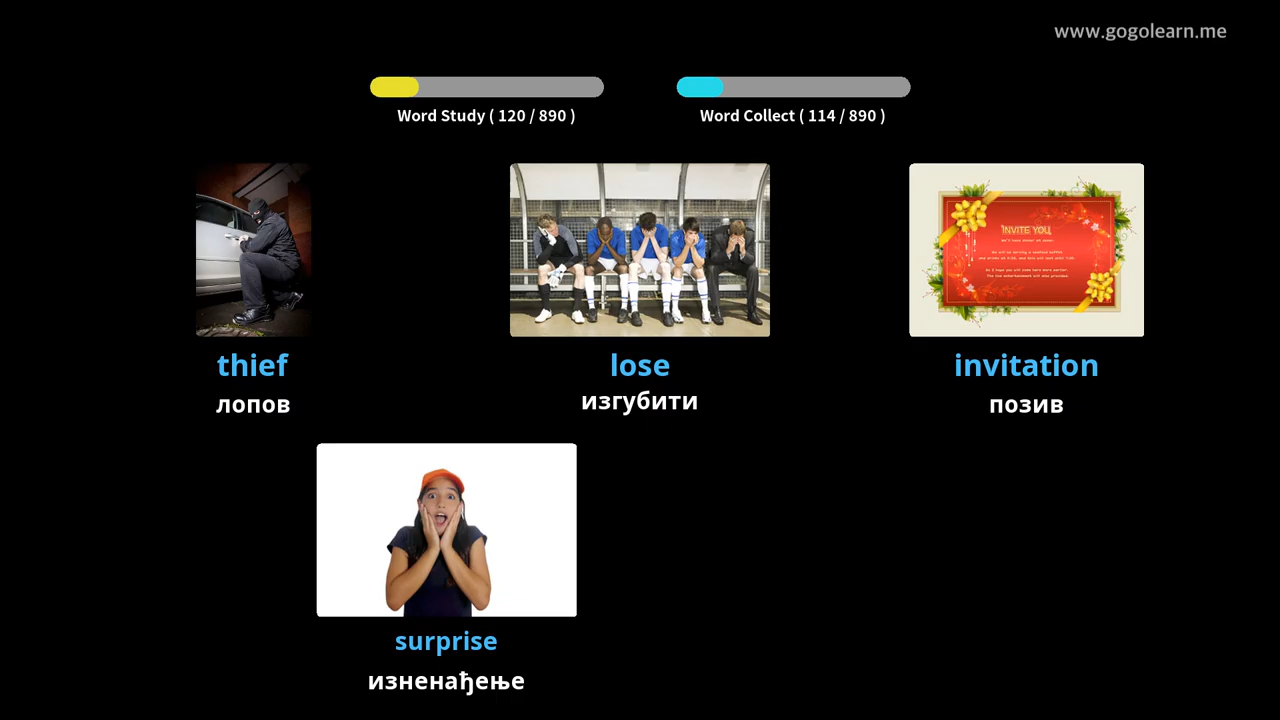 www.gogolearn.me
Word Study ( 120 / 890 )
Word Collect ( 114 / 890 )
INVITE YOU
thief
lose
invitation
лопов
изгубити
позив
surprise
изненађење